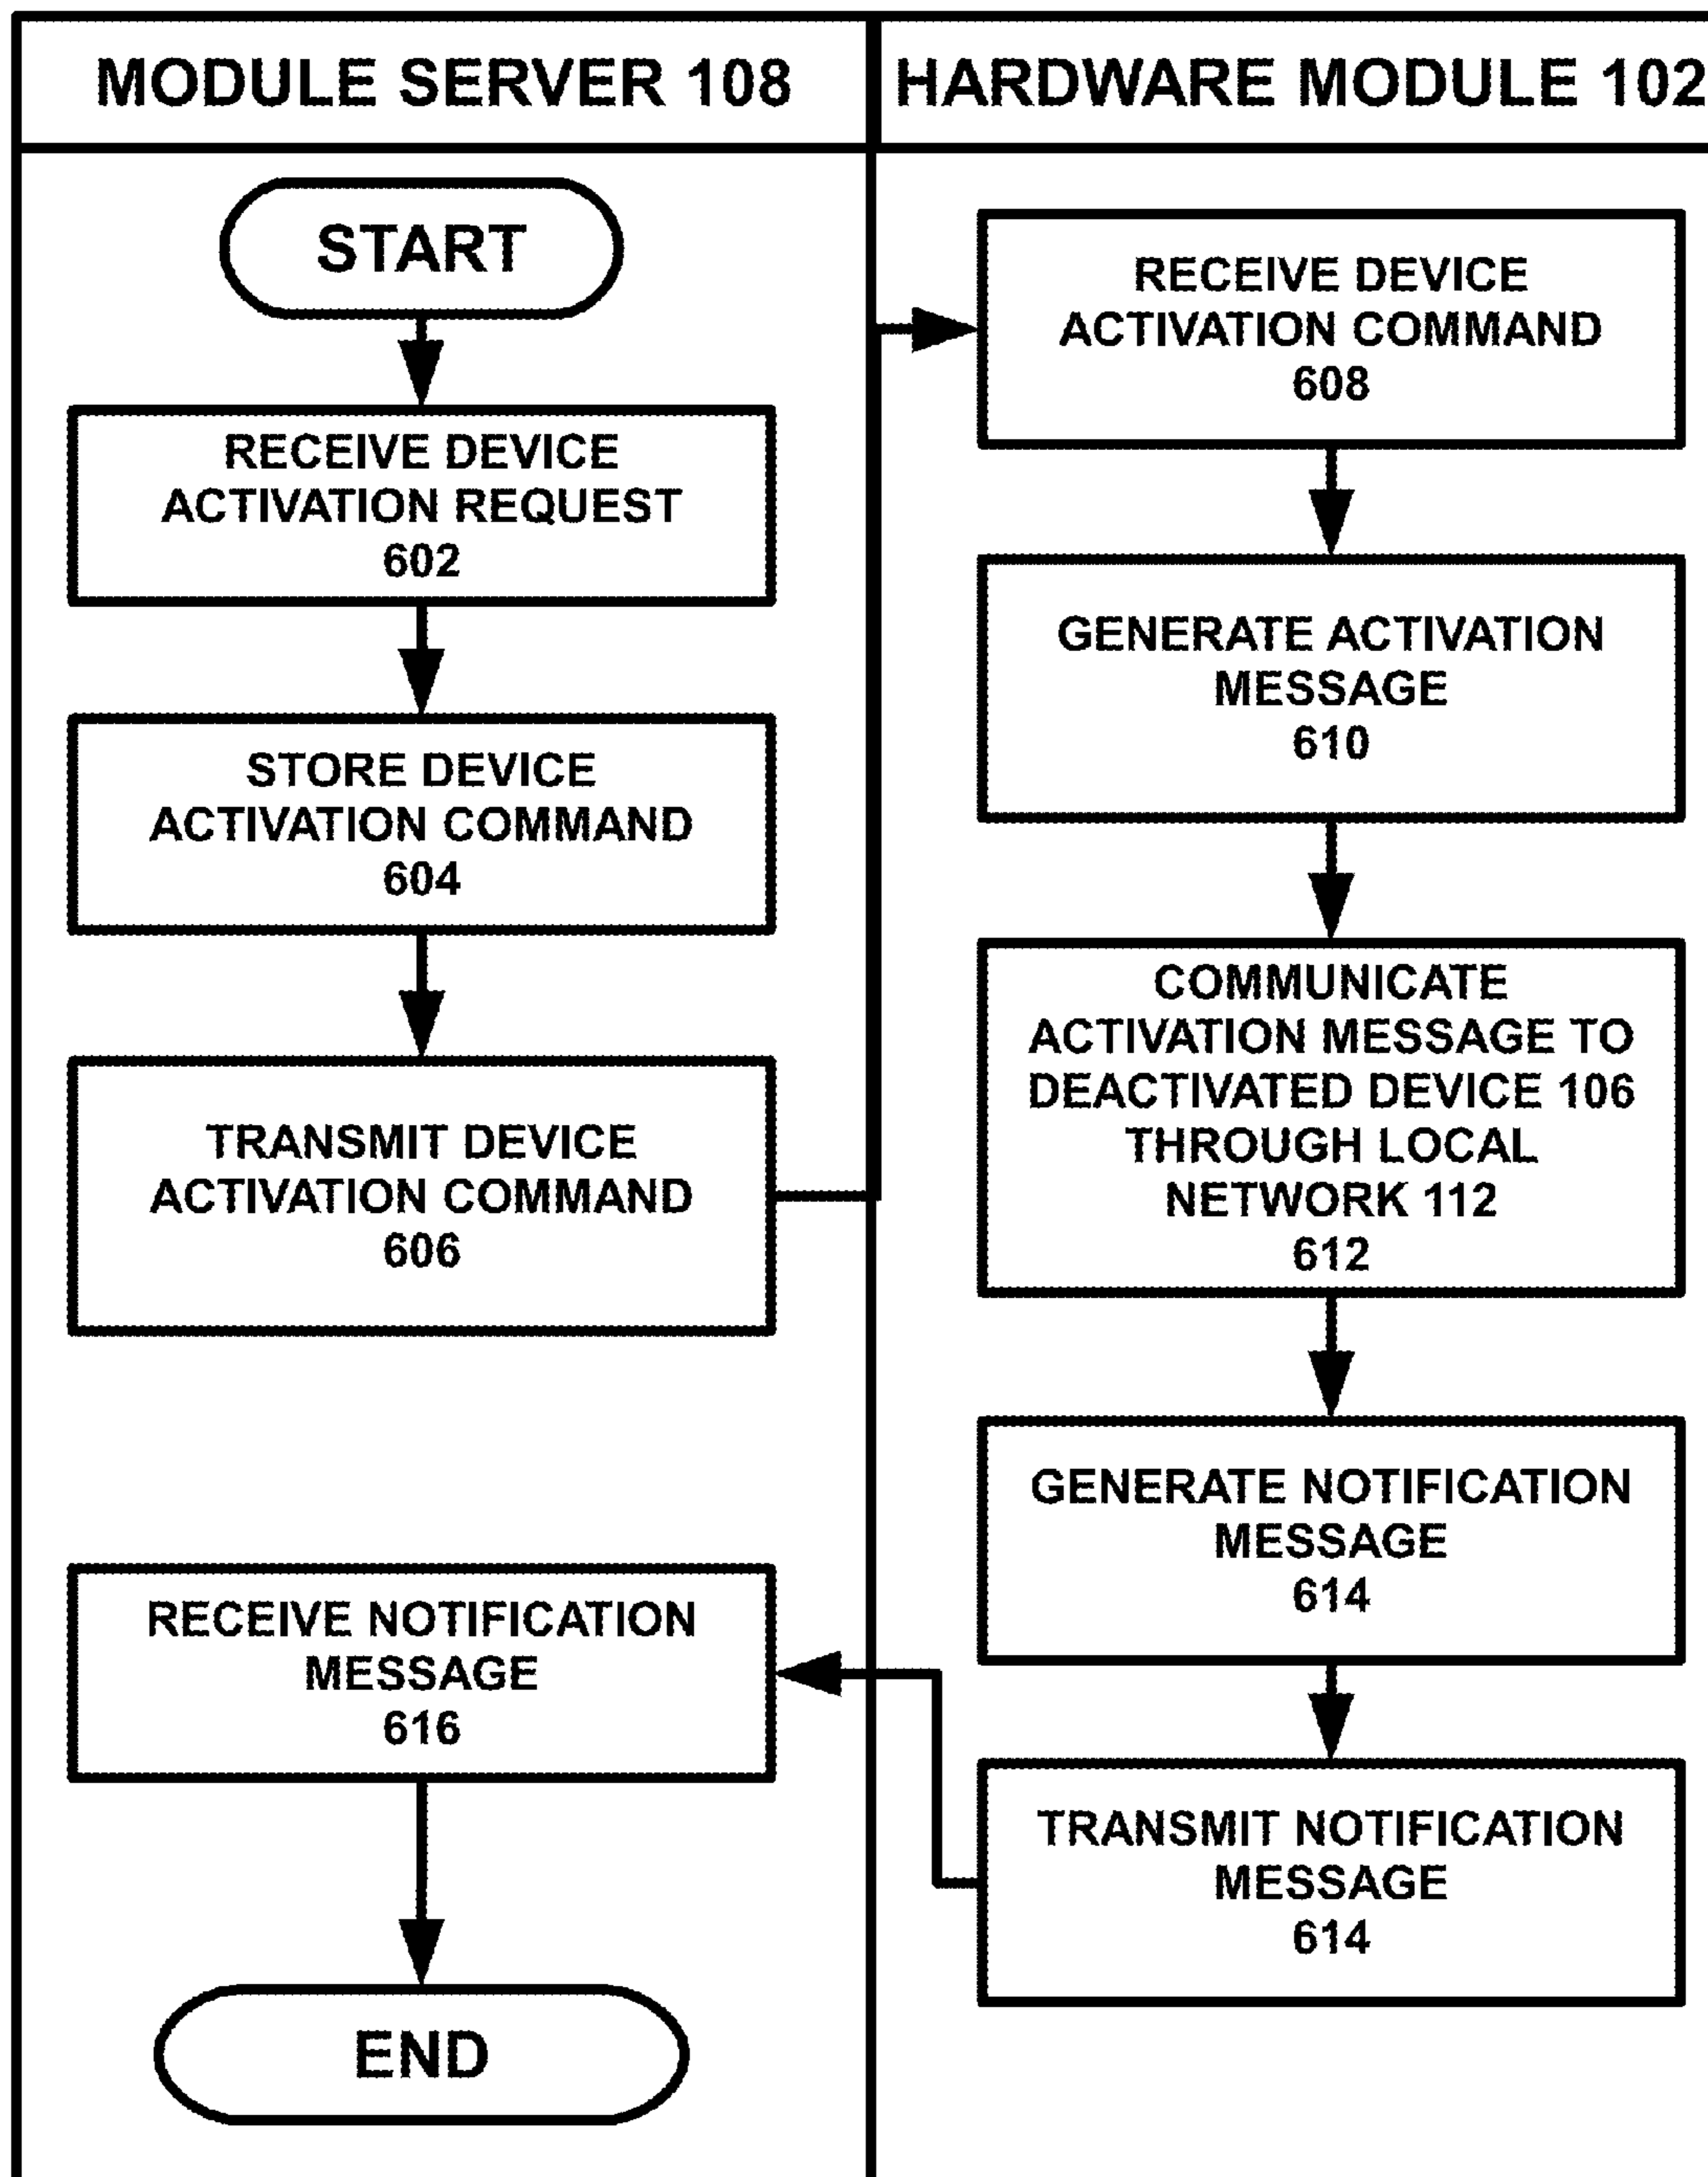 MODULE SERVER 108
HARDWARE MODULE 102
START
RECEIVE DEVICE
ACTIVATION REQUEST
602
STORE DEVICE
ACTIVATION COMMAND
604
TRANSMIT DEVICE
ACTIVATION COMMAND
606
RECEIVE DEVICE
ACTIVATION COMMAND
608
GENERATE ACTIVATION
MESSAGE
610
COMMUNICATE
ACTIVATION MESSAGE TO
DEACTIVATED DEVICE 106
THROUGH LOCAL
NETWORK 112
612
GENERATE NOTIFICATION
MESSAGE
614
TRANSMIT NOTIFICATION
MESSAGE
614
RECEIVE NOTIFICATION
MESSAGE
616
END